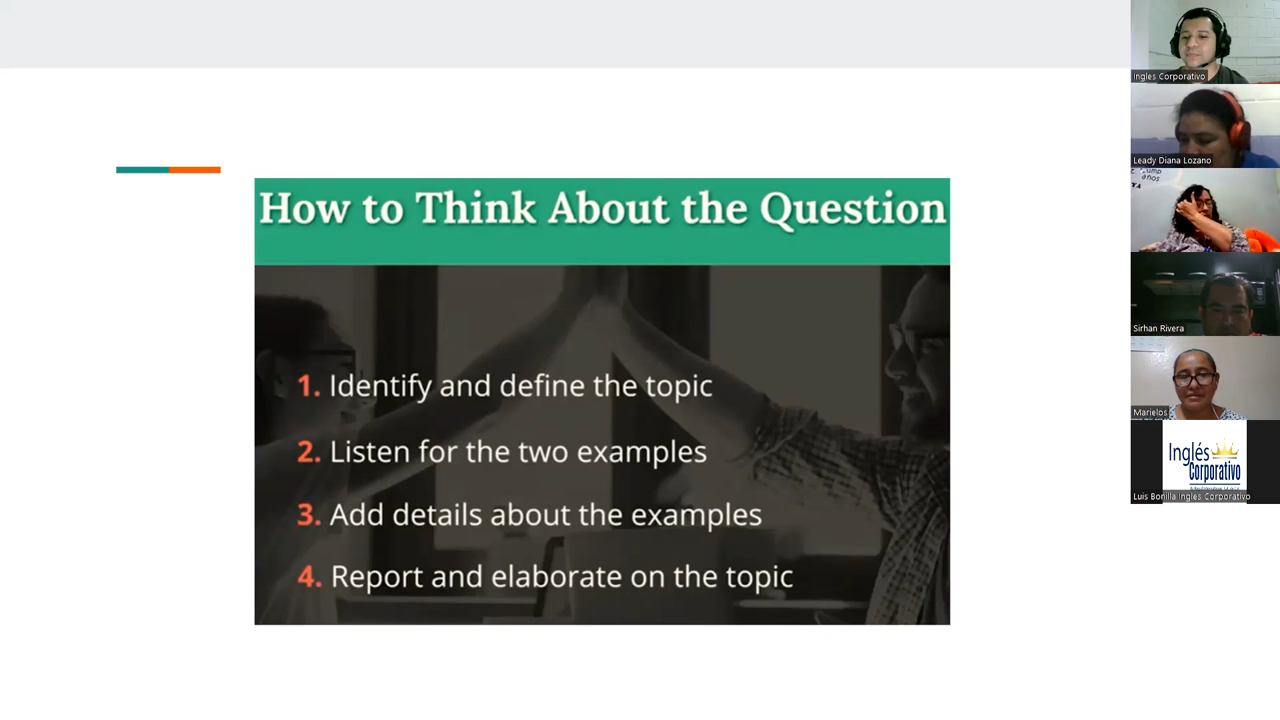 How to Think About the Question
1. Identify and define the topic
2. Listen for the two examples
3. Add details about the examples
4. Report and elaborate on the topic
Ingles Corporativo
Leady Diana Lozano
años
Sirhan Rivera
Marielos
Inglés
Corporativo
Luis Bonilla Ingles Corporativo